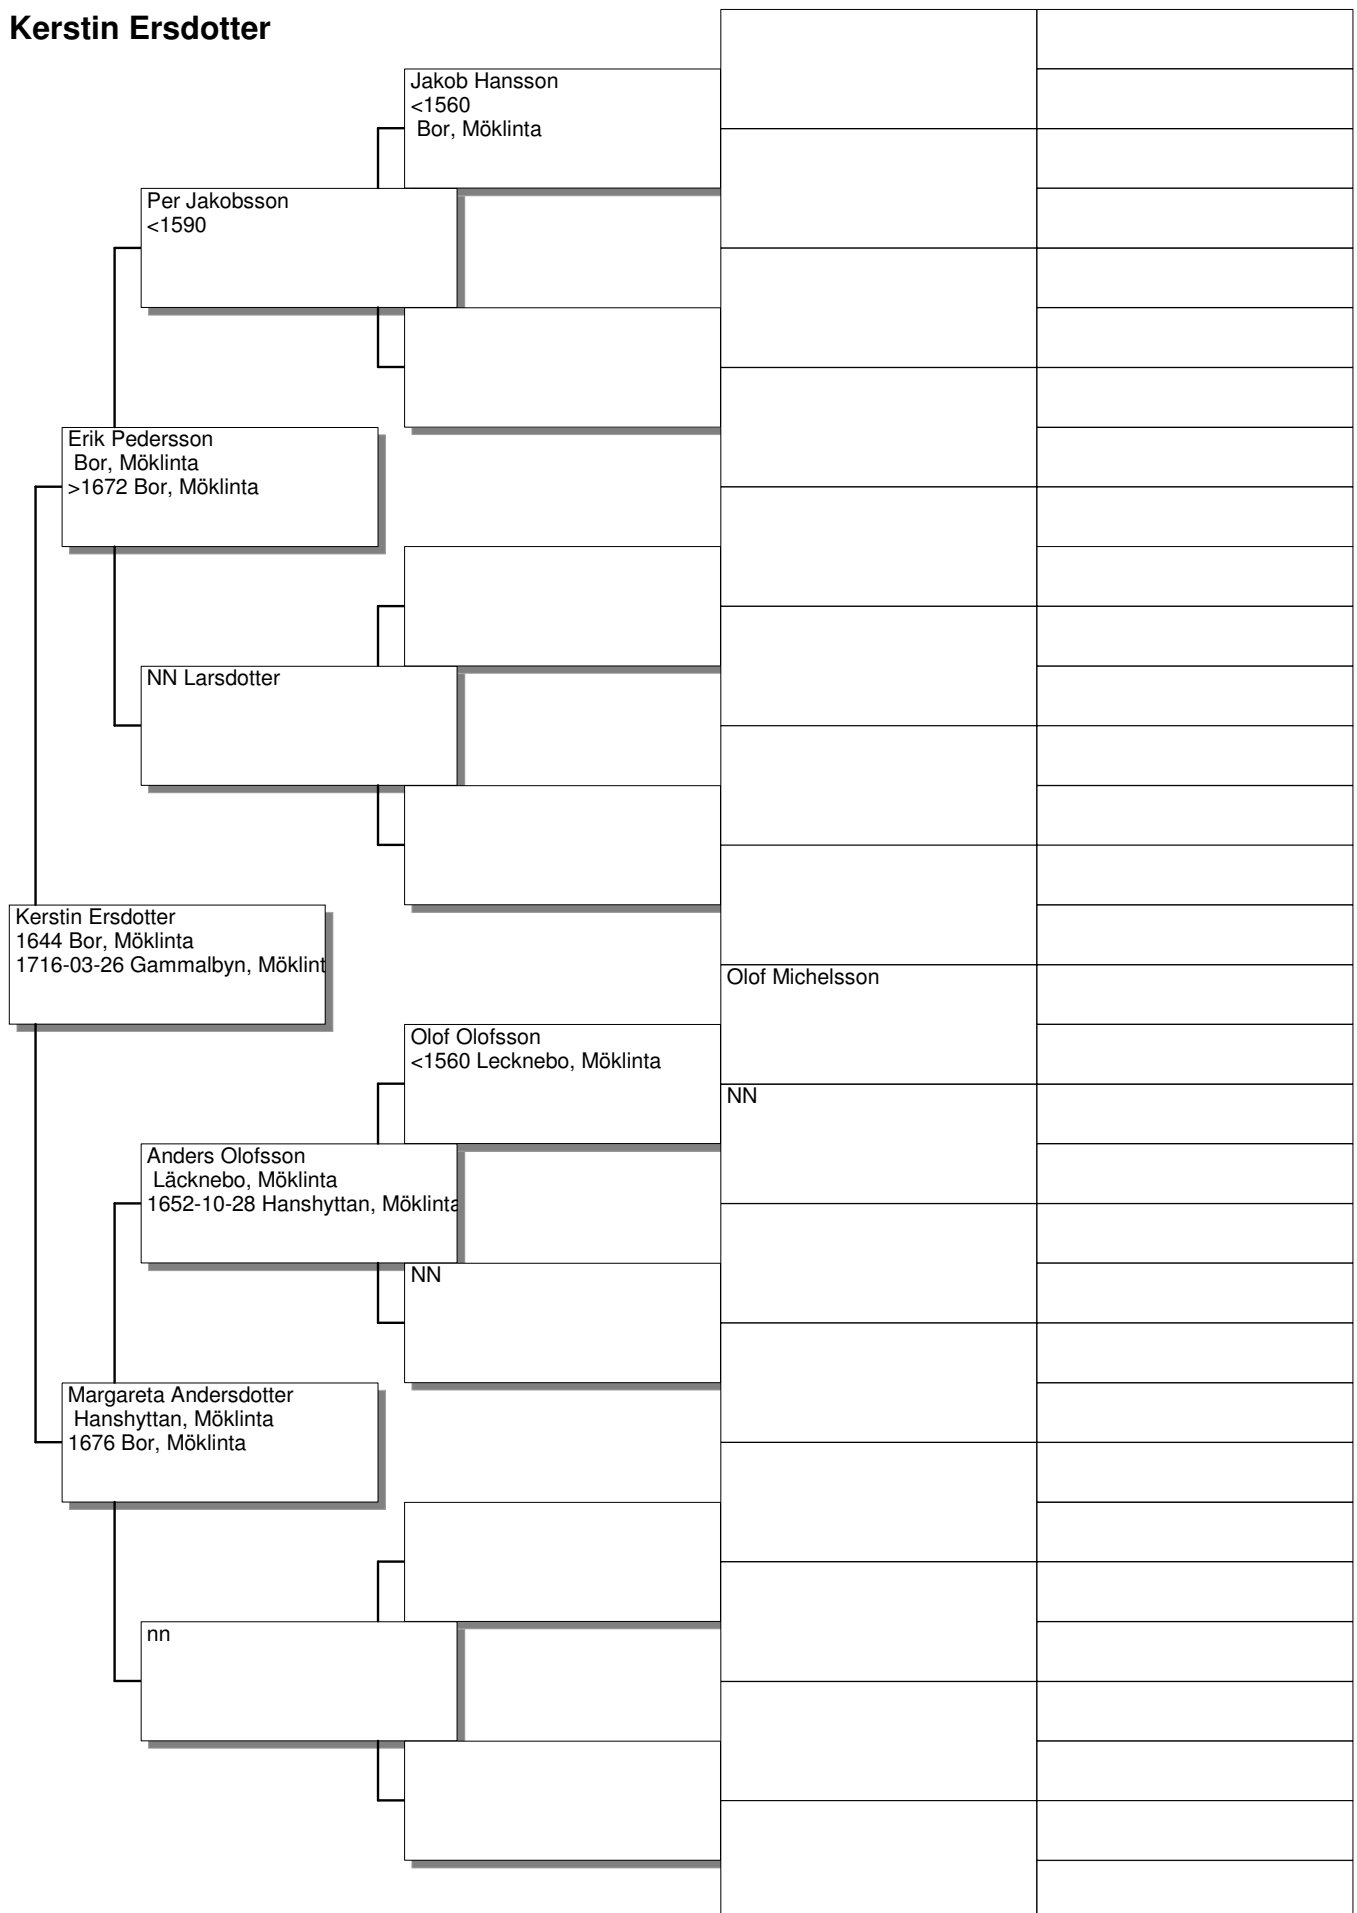 Kerstin Ersdotter
Jakob Hansson
<1560
Bor, Möklinta
Per Jakobsson
<1590
Erik Pedersson
Bor, Möklinta
>1672 Bor, Möklinta
NN Larsdotter
Kerstin Ersdotter
1644 Bor, Möklinta
1716-03-26 Gammalbyn, Möklint
Olof Michelsson
Olof Olofsson
<1560 Lecknebo, Möklinta
NN
Anders Olofsson
Läcknebo, Möklinta
1652-10-28 Hanshyttan, Möklinta
NN
Margareta Andersdotter
Hanshyttan, Möklinta
1676 Bor, Möklinta
nn